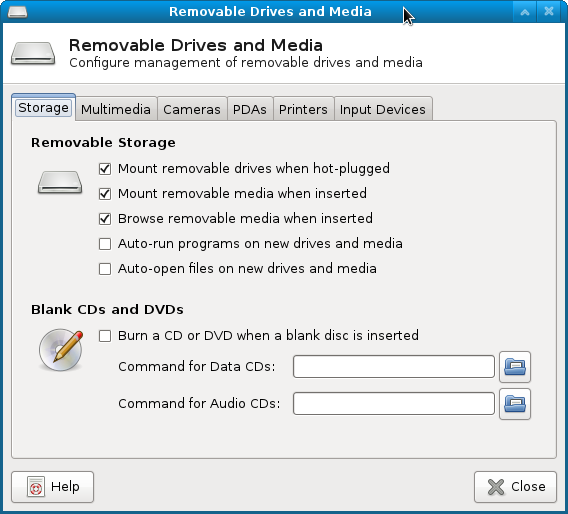 Removable Drives and Media
Removable Drives and Media
Configure management of removable drives and media
Storage Multimedia Cameras PDAs Printers Input Devices
Removable Storage
Mount removable drives when hot-plugged
Mount removable media when inserted
Browse removable media when inserted
Auto-run programs on new drives and media
Auto-open files on new drives and media
Blank CDs and DVDs
Burn a CD or DVD when a blank disc is inserted
Command for Data CDs:
Command for Audio CDs:
Help Close